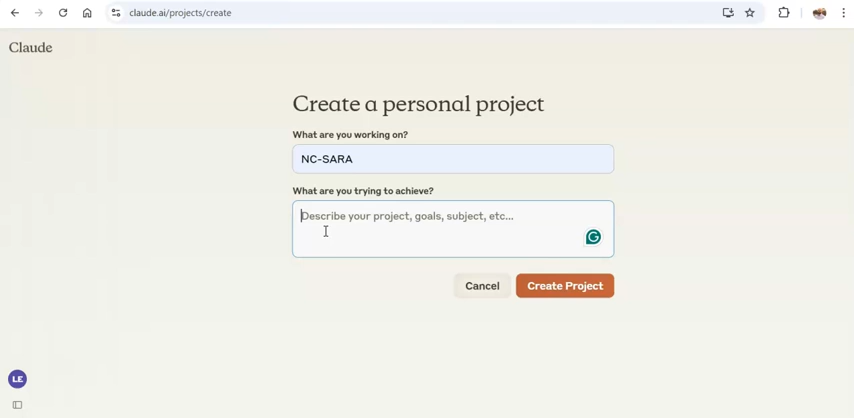 claude.ai/projects/create
Claude
Create a personal project
What are you working on?
NC-SARA
What are you trying to achieve?
Describe your project, goals, subject, etc...
Cancel
Create Project
LE